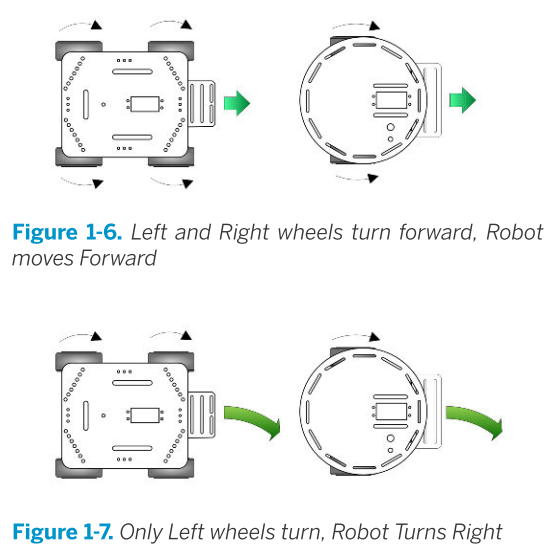 Figure 1-6. Left and Right wheels turn forward, Robot
moves Forward
Figure 1-7. Only Left wheels turn, Robot Turns Right